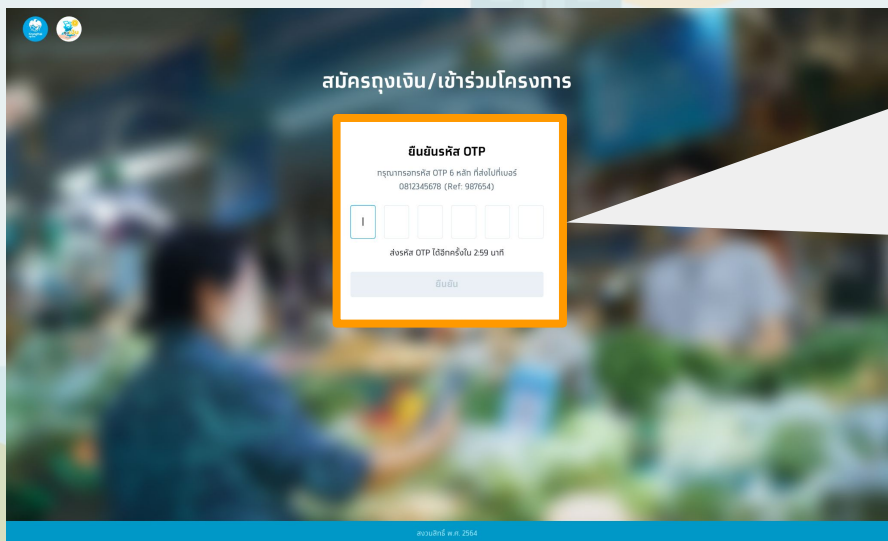 สมัครถุงเงิน/เข้าร่วมโครงการ
ยืนยันรหัส OTP
กรุณากรอกรหัส OTP 6 หลัก ที่ส่งไปที่เบอร์
0812345678 (Ref: 987654)
ส่งรหัส OTP ได้อีกครั้งใน 2:59 นาที
ยืนยัน
สงวนสิทธิ์ พ.ศ. 2564